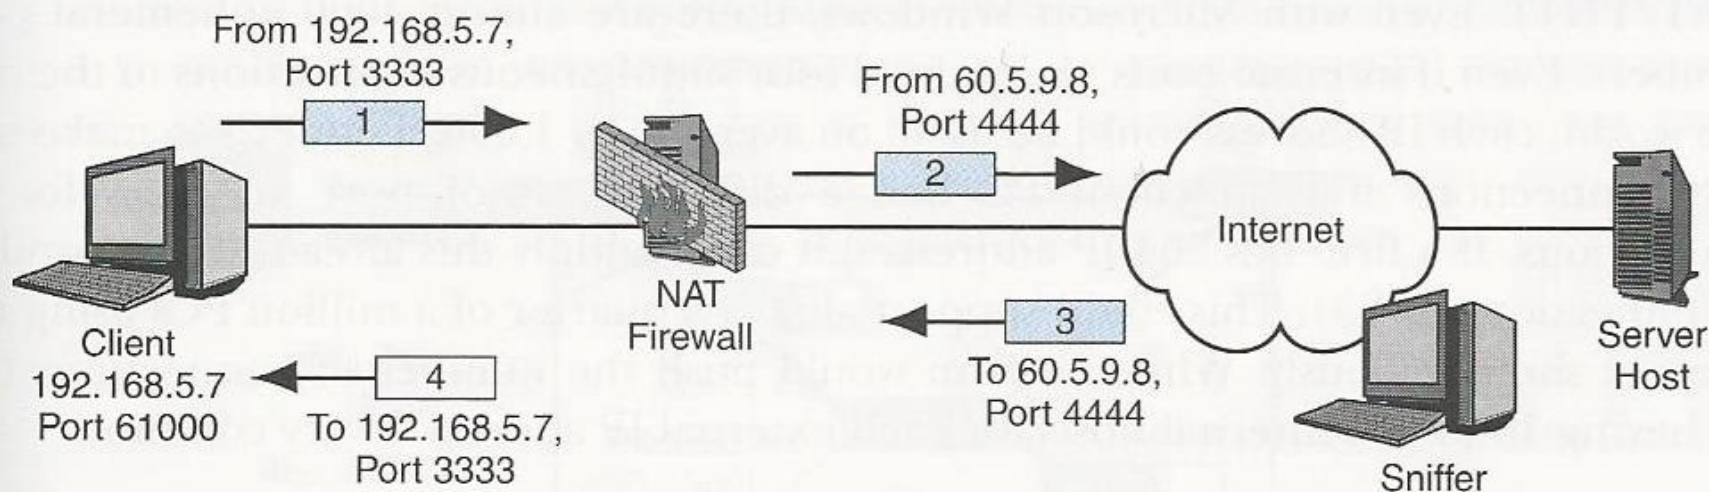 From 192.168.5.7,
Port 3333
1
From 60.5.9.8,
Port 4444
2
Internet
NAT
Firewall
3
To 60.5.9.8,
Port 4444
Client
192.168.5.7
Port 61000
4
To 192.168.5.7,
Port 3333
Server
Host
Sniffer